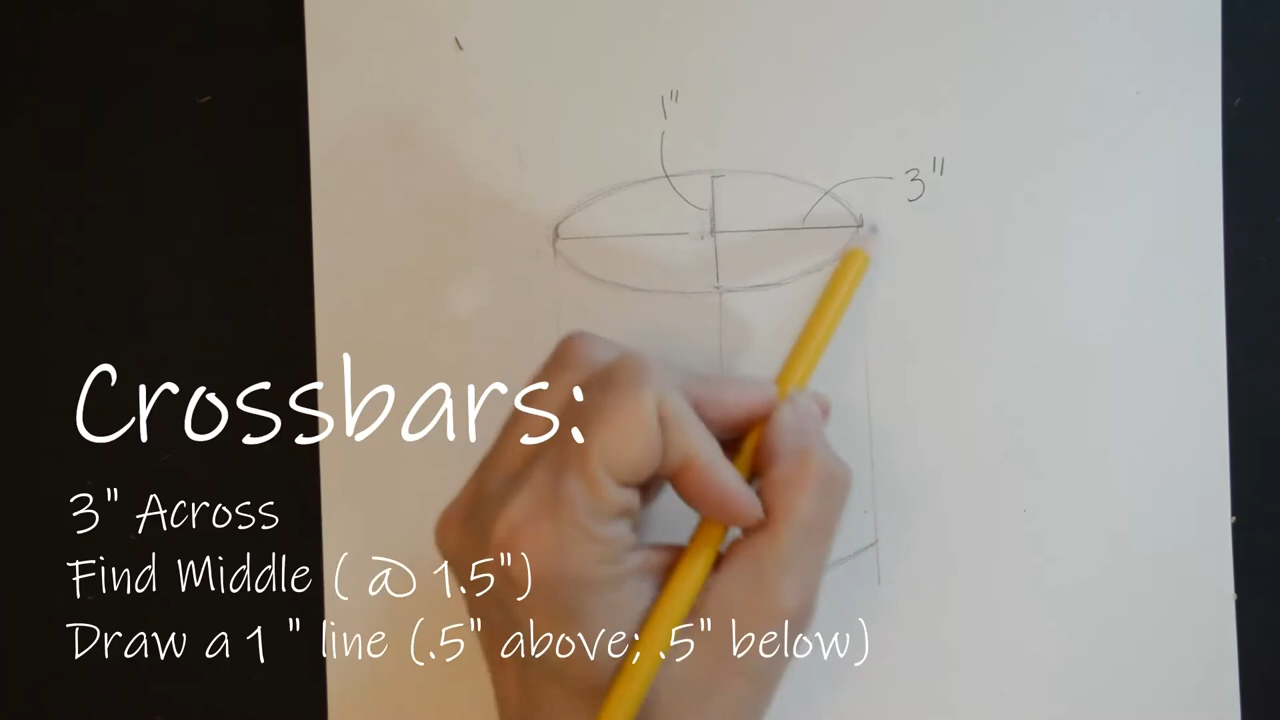 1"
3"
Crossbars:
3" Across
Find Middle ( @ 1.5")
Draw a 1 " line (.5" above; .5" below)